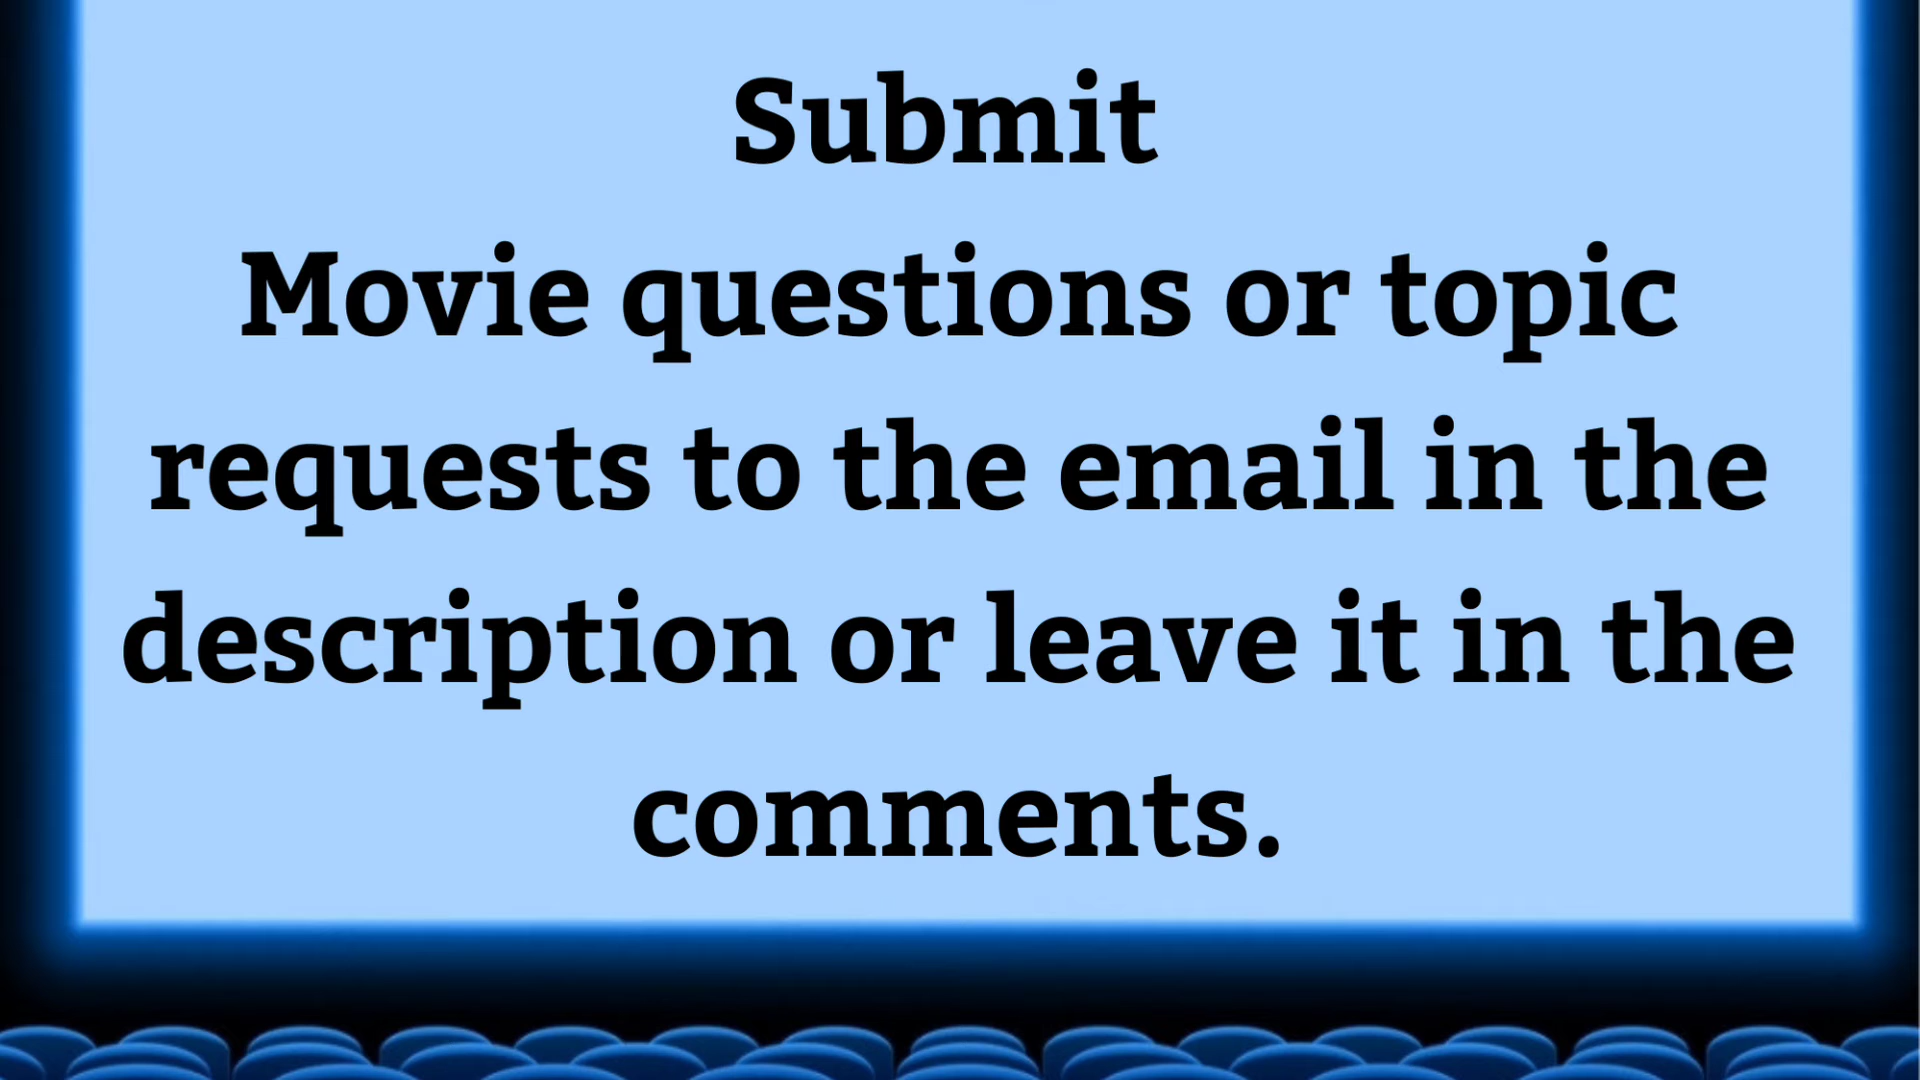 Submit
Movie questions or topic
requests to the email in the
description or leave it in the
comments.